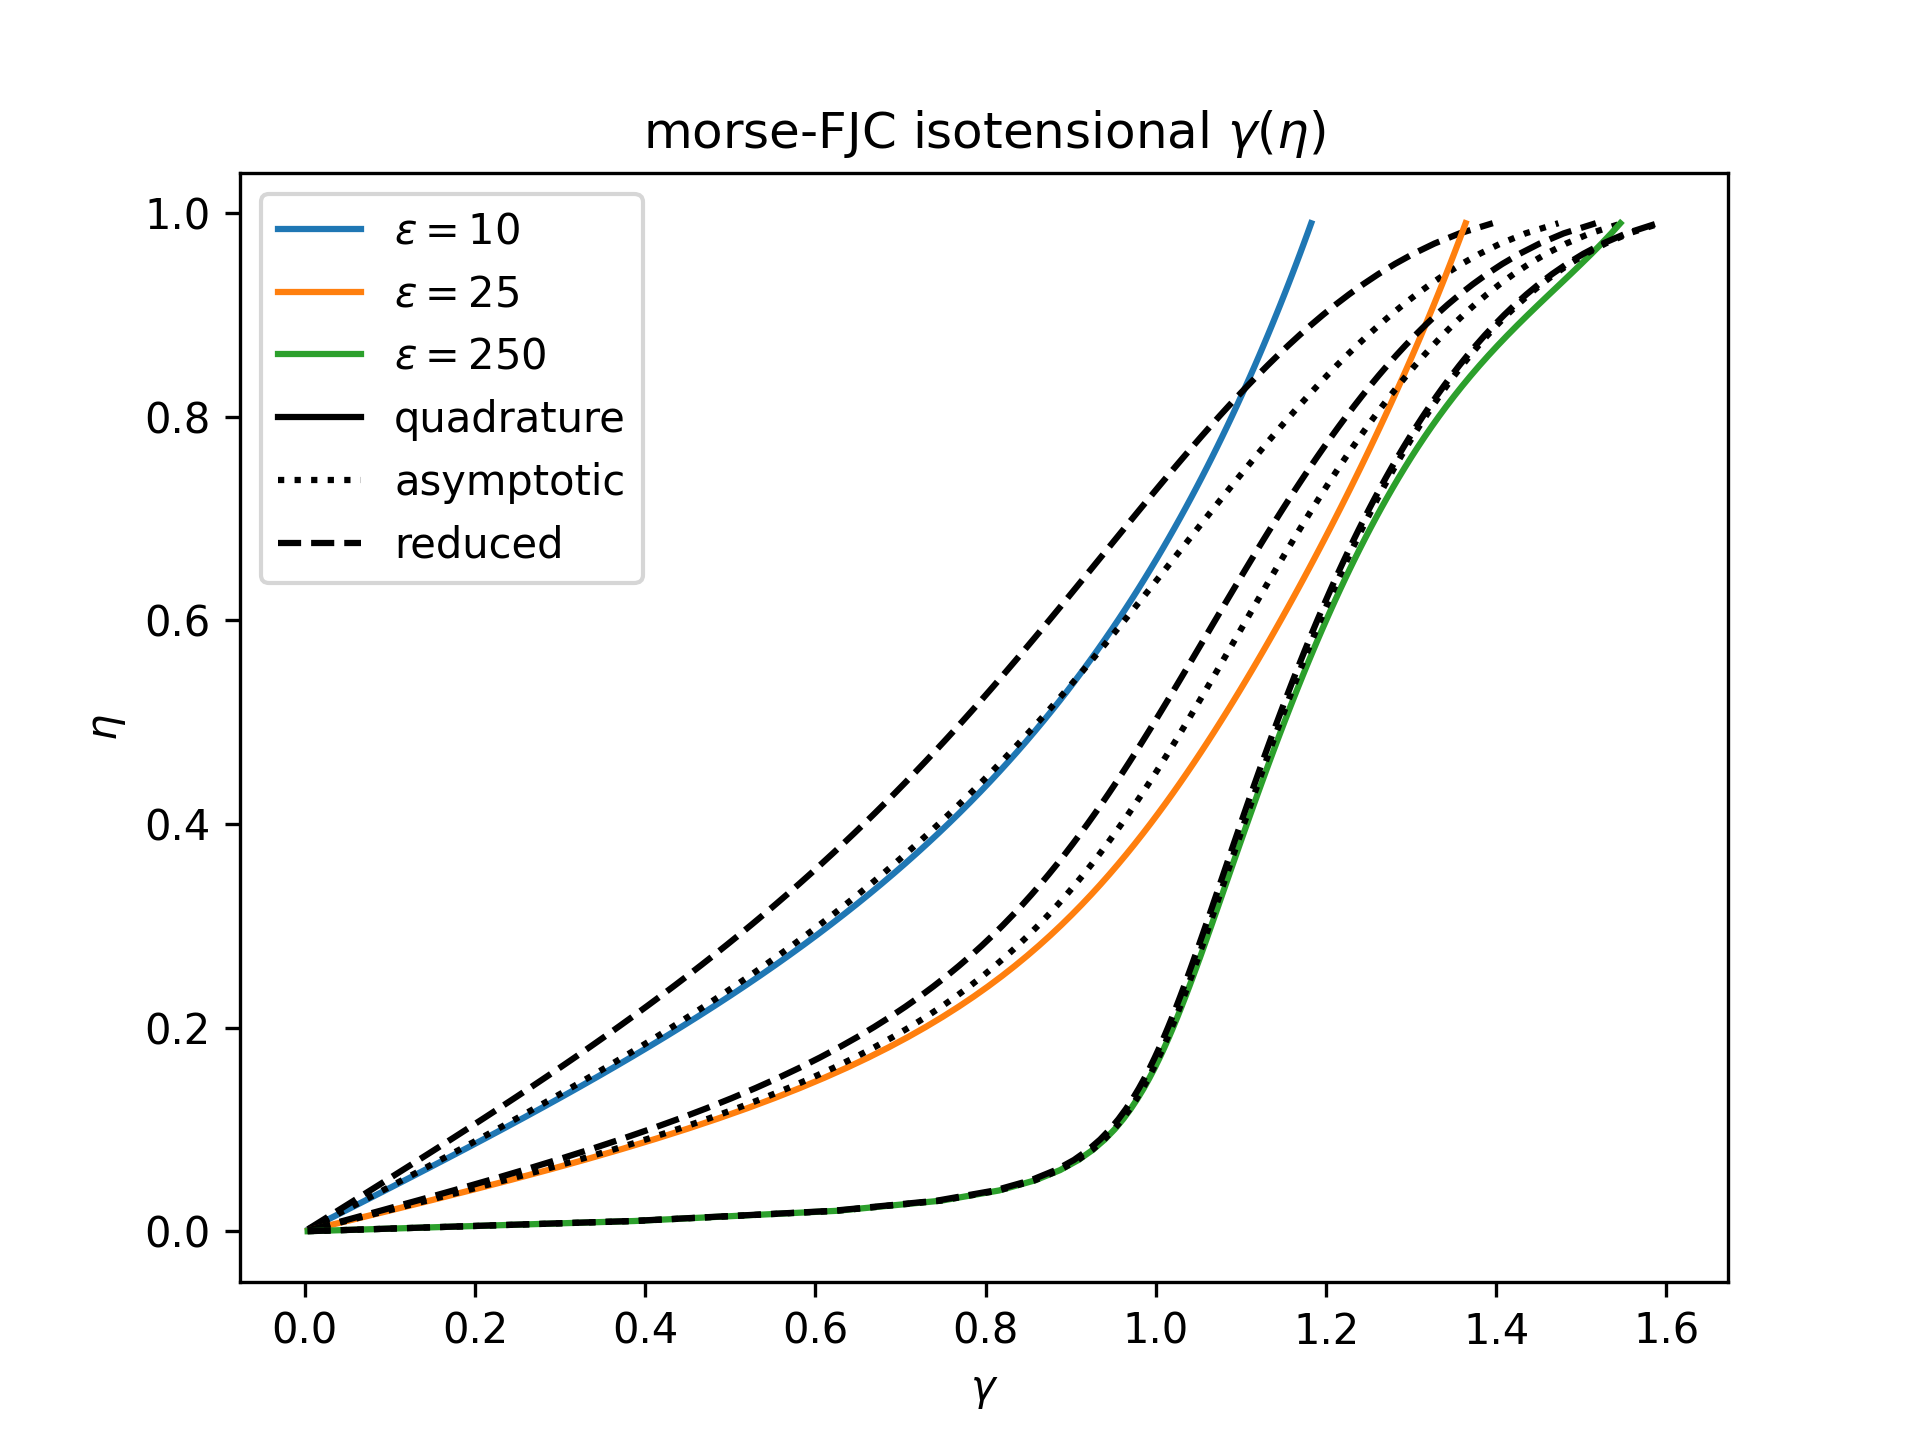 morse-FJC isotensional γ(η)
ε = 10
ε = 25
ε = 250
quadrature
asymptotic
reduced
1.0
0.8
0.6
0.4
0.2
0.0
η
0.0 0.2 0.4 0.6 0.8 1.0 1.2 1.4 1.6
γ